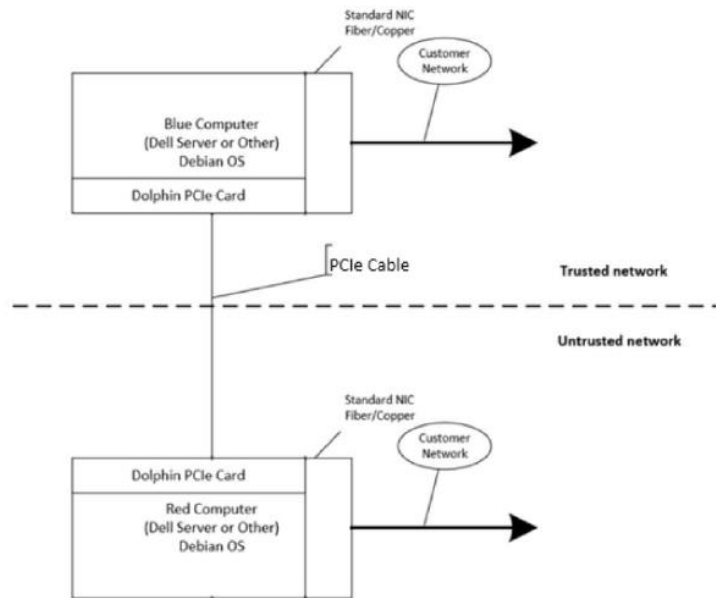 Standard NIC
Fiber/Copper
Customer
Network
Blue Computer
(Dell Server or Other)
Debian OS
Dolphin PCIe Card
PCIe Cable
Trusted network
Untrusted network
Standard NIC
Fiber/Copper
Customer
Network
Dolphin PCIe Card
Red Computer
(Dell Server or Other)
Debian OS